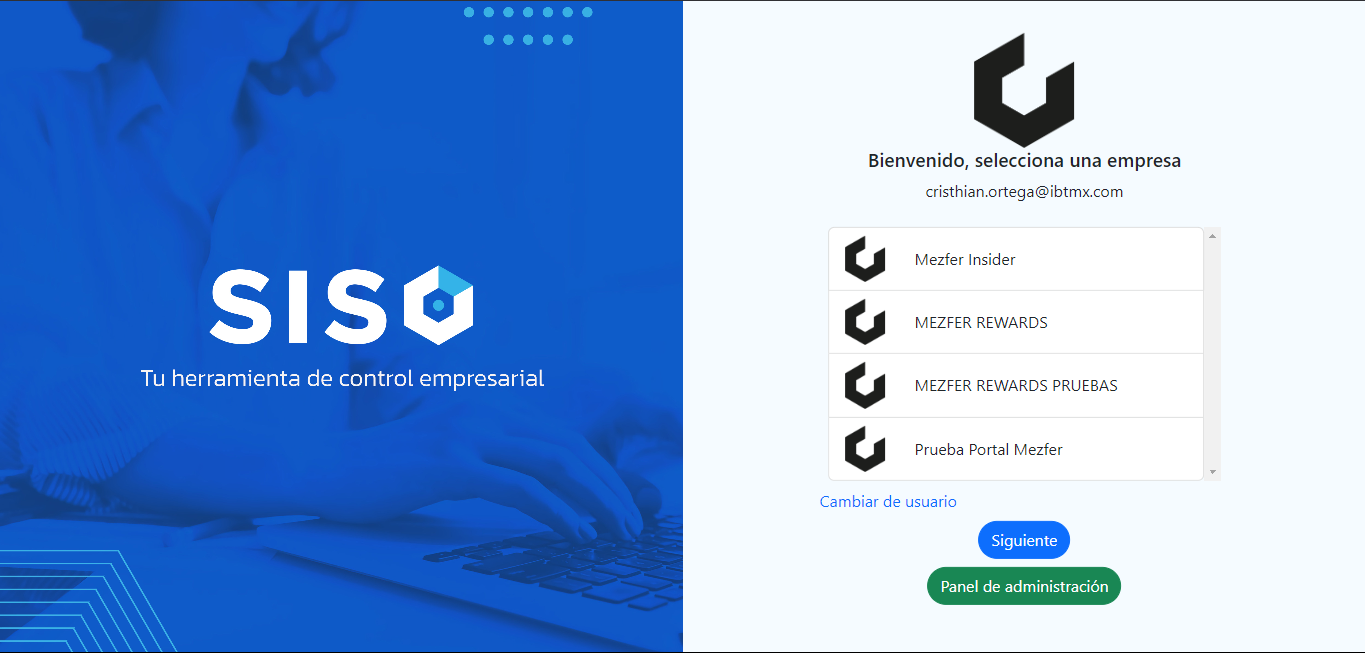 SISO
Tu herramienta de control empresarial
Bienvenido, selecciona una empresa
cristhian.ortega@ibtmx.com
Mezfer Insider
MEZFER REWARDS
MEZFER REWARDS PRUEBAS
Prueba Portal Mezfer
Cambiar de usuario
Siguiente
Panel de administración